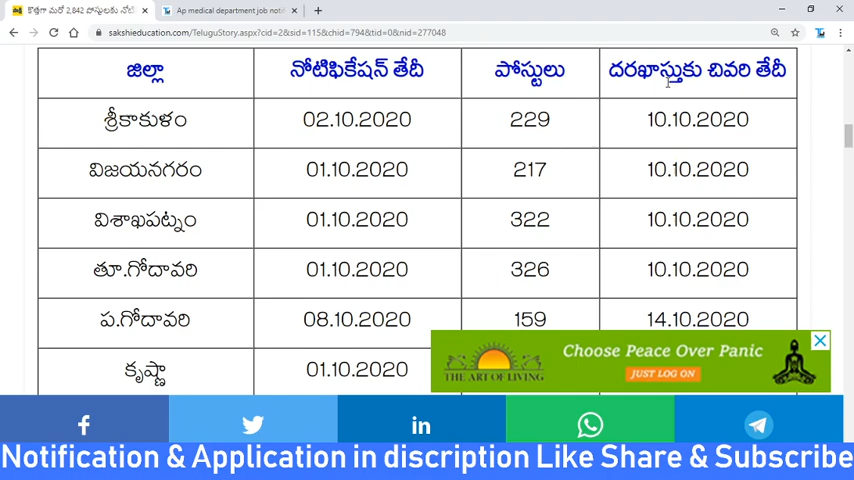 కొత్తగా మరో 2,842 పోస్టులకు నోటి
Ap medical department job noti
sakshieducation.com/TeluguStory.aspx?cid=2&sid=115&chid=794&tid=0&nid=277048
జిల్లా నోటిఫికేషన్ తేదీ పోస్టులు దరఖాస్తుకు చివరి తేదీ
శ్రీకాకుళం 02.10.2020 229 10.10.2020
విజయనగరం 01.10.2020 217 10.10.2020
విశాఖపట్నం 01.10.2020 322 10.10.2020
తూ.గోదావరి 01.10.2020 326 10.10.2020
ప.గోదావరి 08.10.2020 159 14.10.2020
కృష్ణా 01.10.2020
THE ART OF LIVING
Choose Peace Over Panic
JUST LOG ON
Notification & Application in discription Like Share & Subscribe